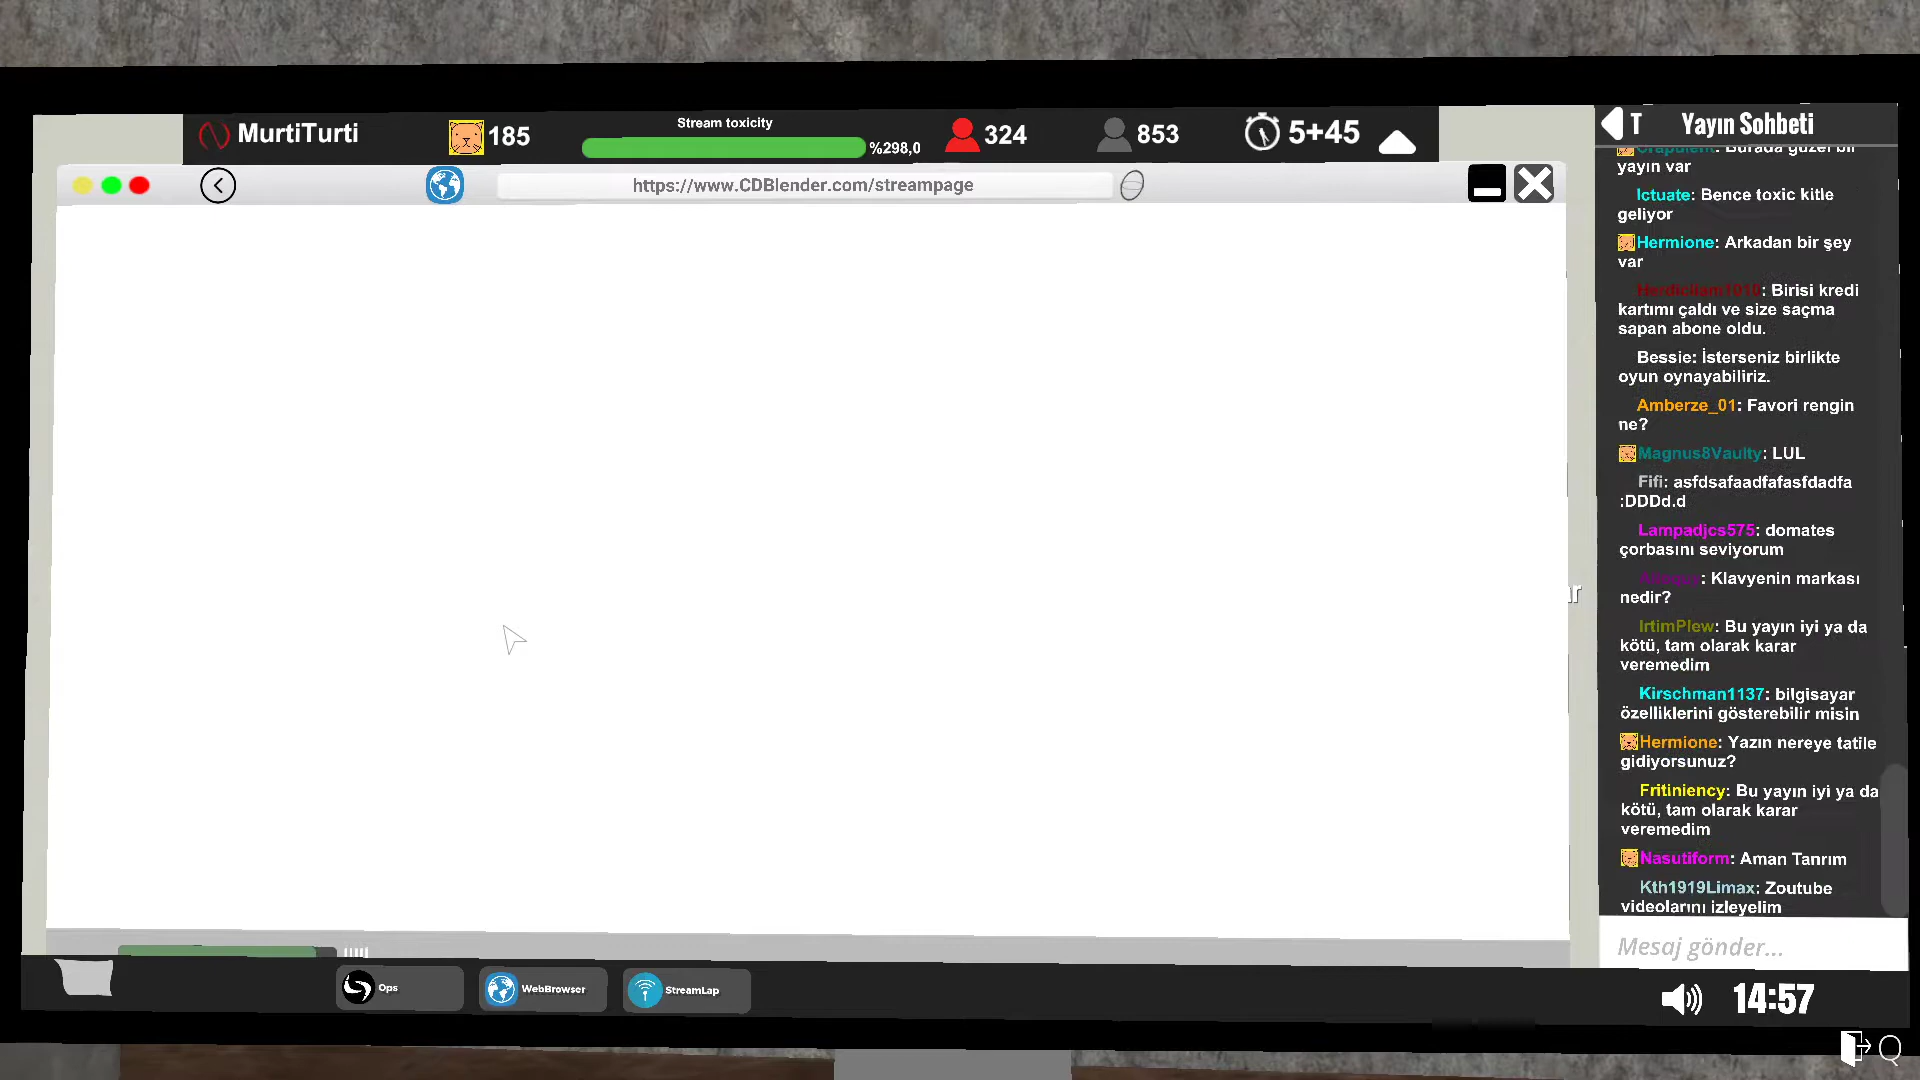 MurtiTurti
185
Stream toxicity
%298,0
324
853
5+45
https://www.CDBlender.com/streampage
T Yayın Sohbeti
Crapulent: Burada güzel bir
yayın var
Ictuate: Bence toxic kitle
geliyor
Hermione: Arkadan bir şey
var
: Birisi kredi
kartımı çaldı ve size saçma
sapan abone oldu.
Bessie: İsterseniz birlikte
oyun oynayabiliriz.
Amberze_01: Favori rengin
ne?
Magnus8Vaulty: LUL
Fifi: asfdsafaadfafasfdadfa
:DDDd.d
Lampadjcs575: domates
çorbasını seviyorum
: Klavyenin markası
nedir?
IrtimPlew: Bu yayın iyi ya da
kötü, tam olarak karar
veremedim
Kirschman1137: bilgisayar
özelliklerini gösterebilir misin
Hermione: Yazın nereye tatile
gidiyorsunuz?
Fritiniency: Bu yayın iyi ya da
kötü, tam olarak karar
veremedim
Nasutiform: Aman Tanrım
Kth1919Limax: Zoutube
videolarını izleyelim
Mesaj gönder...
Ops
WebBrowser
StreamLap
14:57
Q